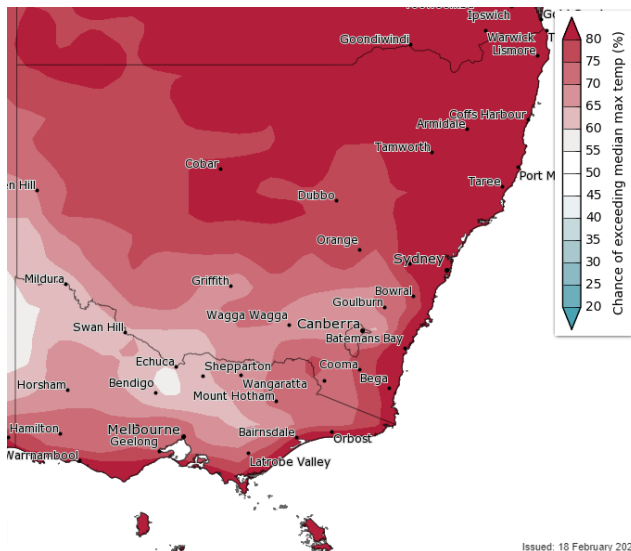 Ipswich
Goondiwindi
Warwick
Lismore
Coffs Harbour
Armidale
Tamworth
Cobar
Port M
Taree
en Hill
Dubbo
Orange
Sydney
Mildura
Griffith
Bowral
Goulburn
Wagga Wagga
Canberra
Swan Hill
Batemans Bay
Echuca
Shepparton
Cooma
Bega
Horsham
Bendigo
Wangaratta
Mount Hotham
Hamilton
Melbourne
Geelong
Bairnsdale
Orbost
Warrnambool
Latrobe Valley
80
75
70
65
60
55
50
45
40
35
30
25
20
Chance of exceeding median max temp (%)
Issued: 18 February 202